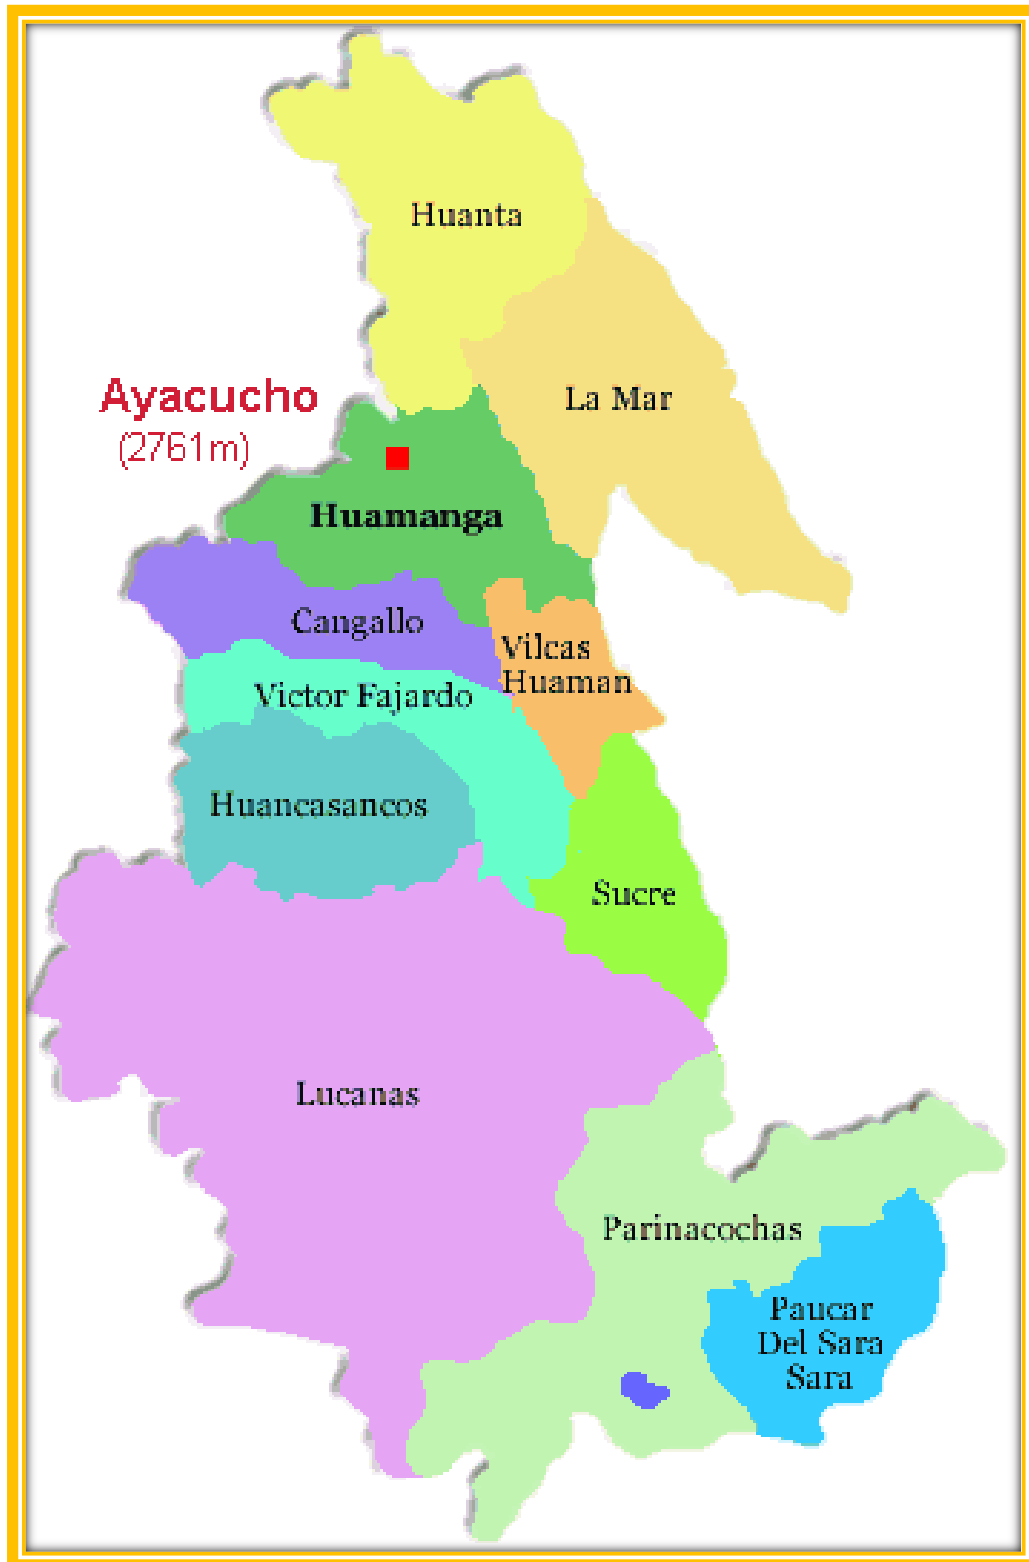 Huanta
La Mar
Ayacucho
(2761m)
Huamanga
Cangallo
Vilcas
Huaman
Victor Fajardo
Huancasancos
Sucre
Lucanas
Parinacochas
Paucar
Del Sara
Sara